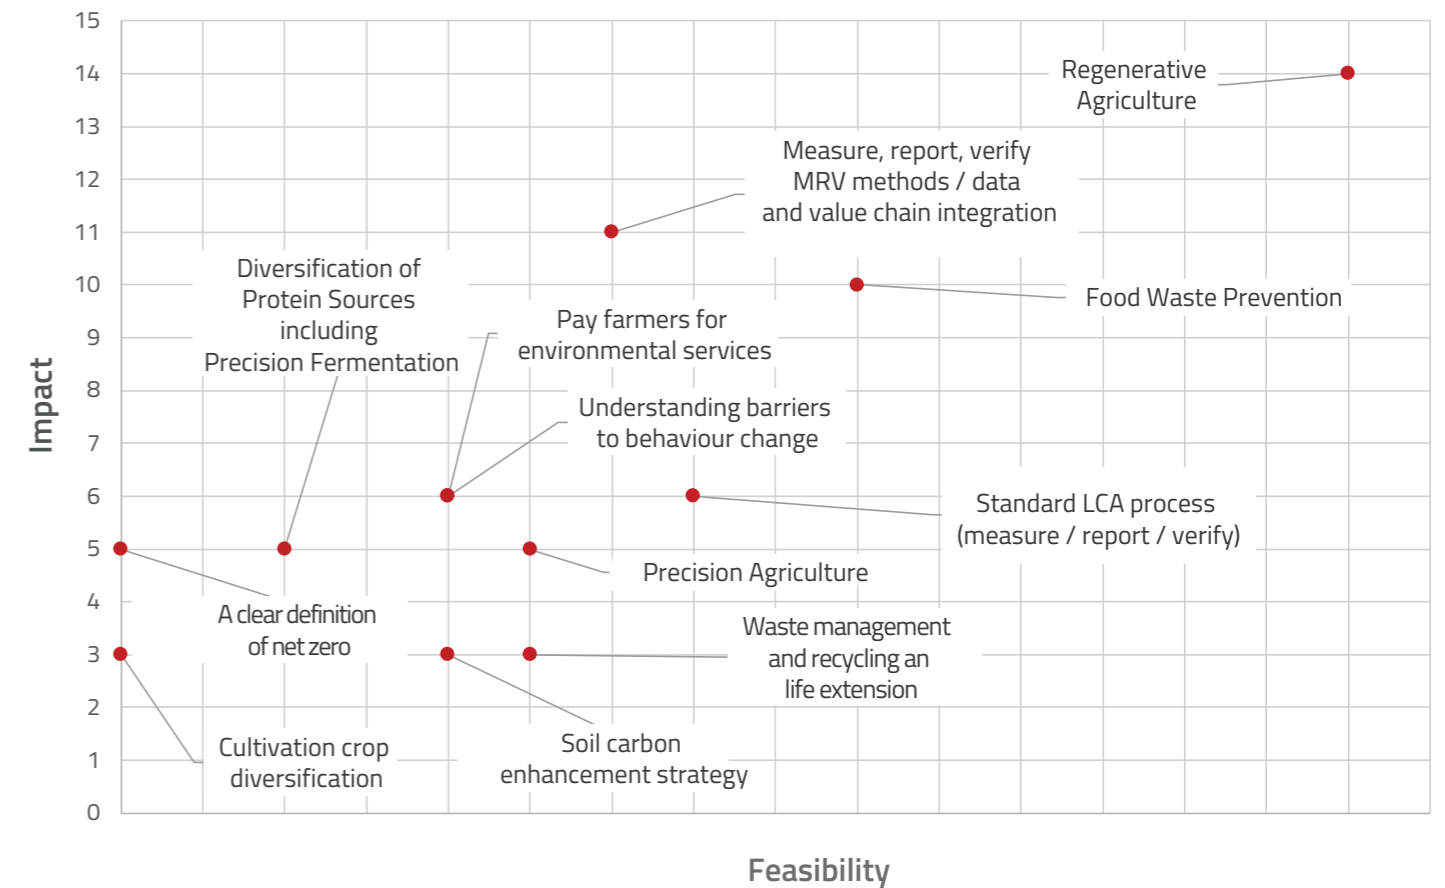 15
14
13
12
11
10
9
8
7
6
5
4
3
2
1
0
Impact
Feasibility
Regenerative
Agriculture
Measure, report, verify
MRV methods / data
and value chain integration
Diversification of
Protein Sources
including
Precision Fermentation
Food Waste Prevention
Pay farmers for
environmental services
Understanding barriers
to behaviour change
Standard LCA process
(measure / report / verify)
Precision Agriculture
A clear definition
of net zero
Waste management
and recycling an
life extension
Cultivation crop
diversification
Soil carbon
enhancement strategy